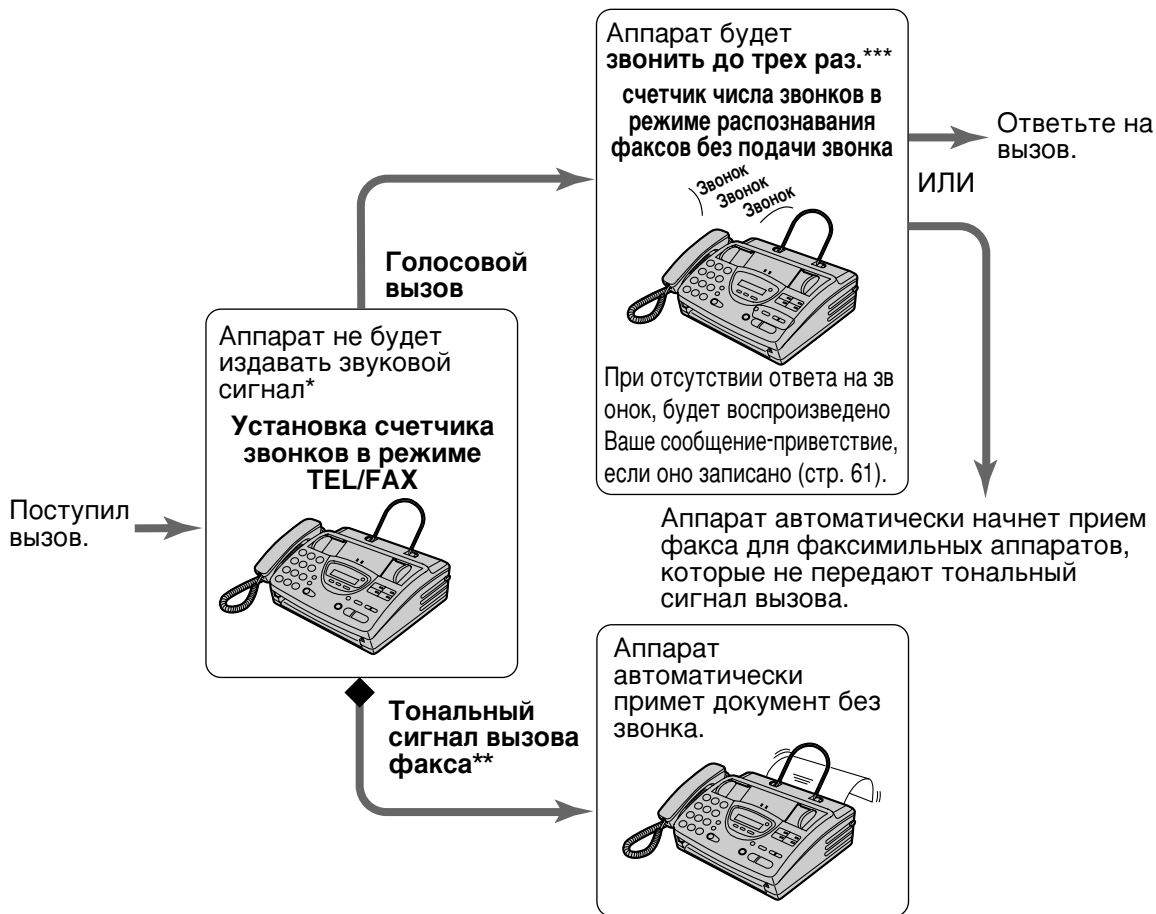 Поступил
вызов.
Аппарат не будет
издавать звуковой
сигнал*
Установка счетчика
звонков в режиме
TEL/FAX
Голосовой
вызов
Аппарат будет
звонить до трех раз.***
счетчик числа звонков в
режиме распознавания
факсов без подачи звонка
Звонок
Звонок
Звонок
При отсутствии ответа на зв
онок, будет воспроизведено
Ваше сообщение-приветствие,
если оно записано (стр. 61).
Ответьте на
вызов.
ИЛИ
Аппарат автоматически начнет прием
факса для факсимильных аппаратов,
которые не передают тональный
сигнал вызова.
Тональный
сигнал вызова
факса**
Аппарат
автоматически
примет документ без
звонка.